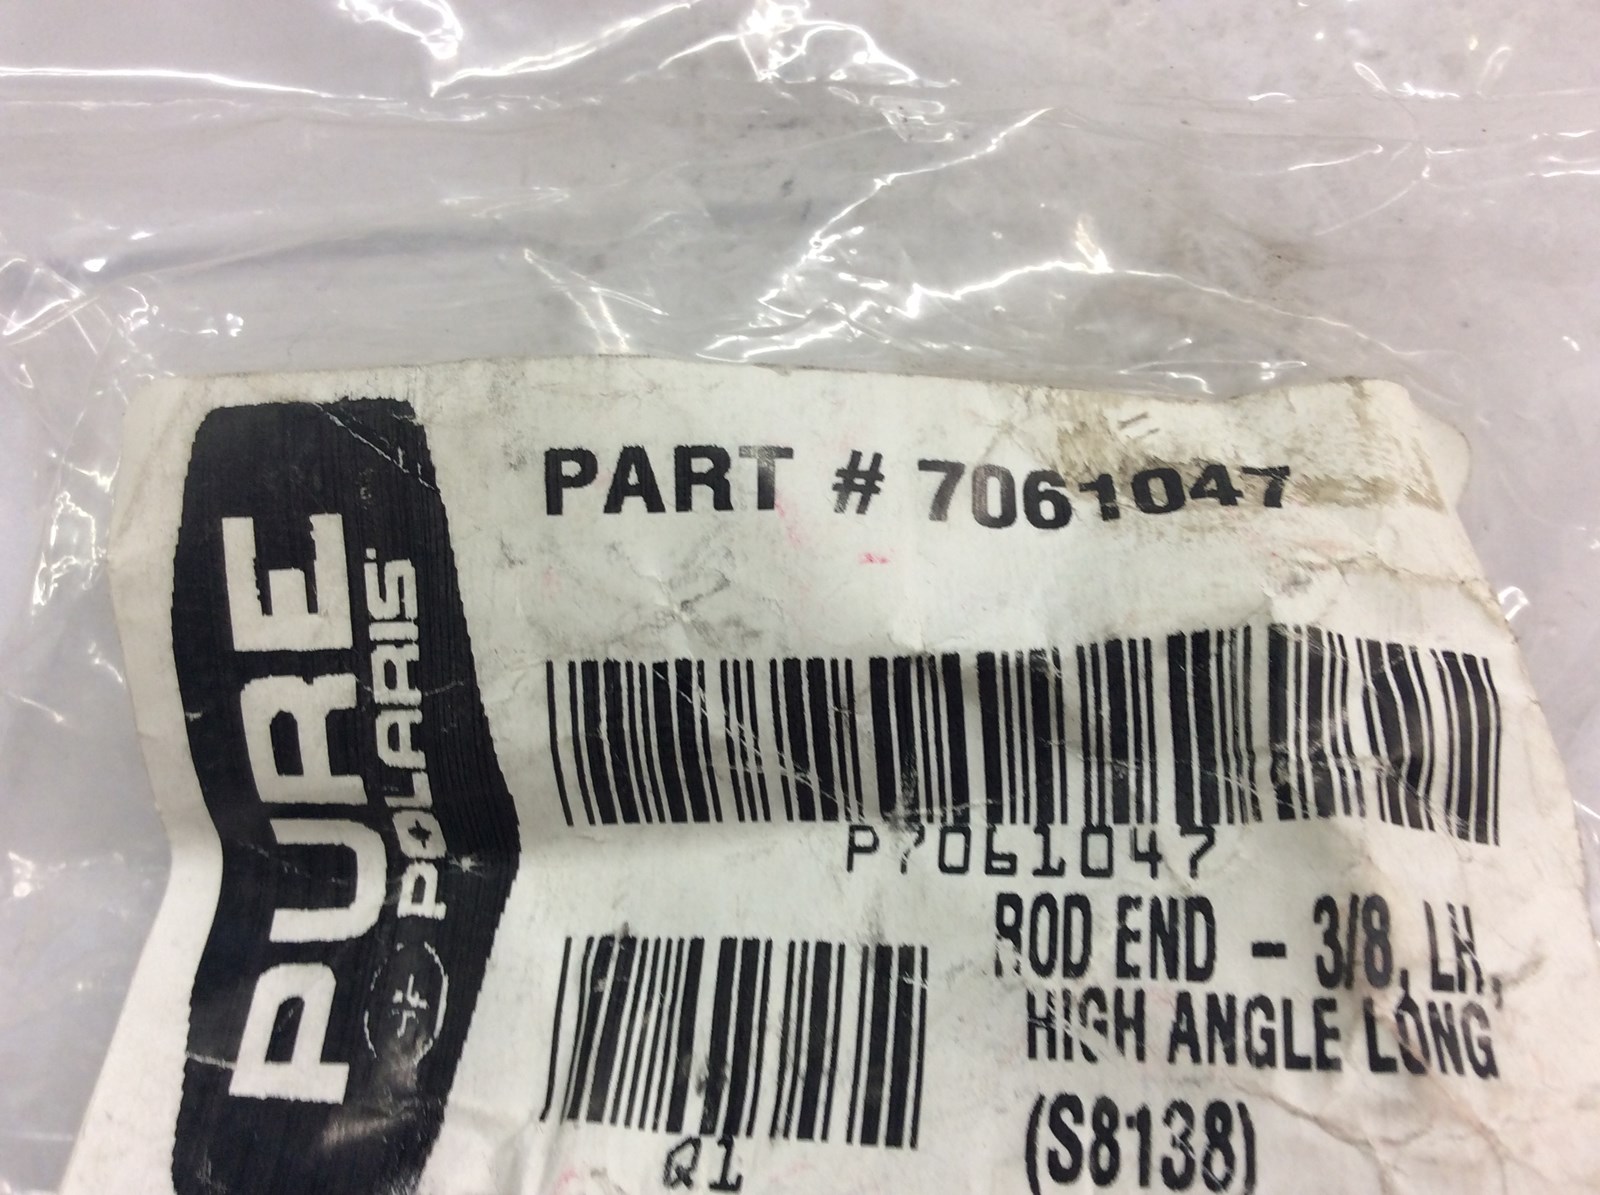 PURE
POLARIS
PART # 7061047
P7061047
ROD END - 3/8, LH,
HIGH ANGLE LONG
(S8138)
Q1